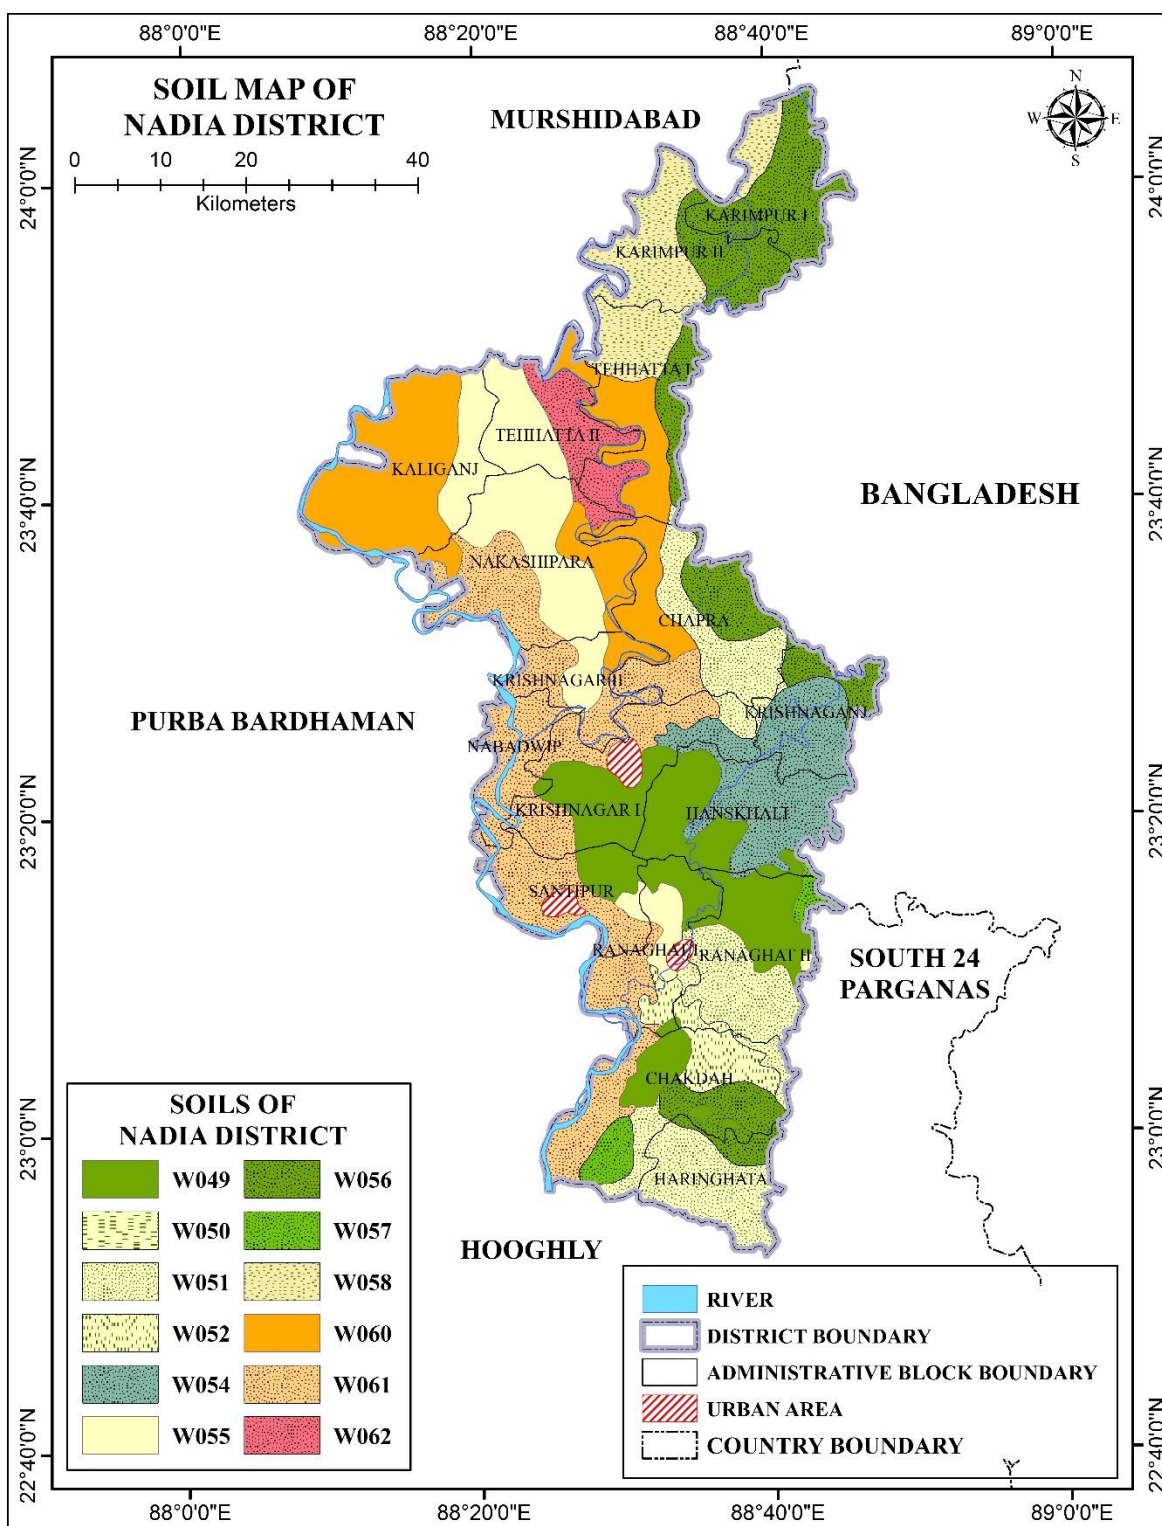 88°0'0"E 88°20'0"E 88°40'0"E 89°0'0"E
SOIL MAP OF
NADIA DISTRICT
0 10 20 40
Kilometers
MURSHIDABAD
N
W E
S
24°0'0"N
24°0'0"N
KARIMPUR I
KARIMPUR II
TEHHATTA I
TEHHATTA II
KALIGANJ
BANGLADESH
23°40'0"N
23°40'0"N
NAKASHIPARA
CHAPRA
KRISHNAGAR II
KRISHNAGANJ
PURBA BARDHAMAN
NABADWIP
KRISHNAGAR I
HANSKHALI
23°20'0"N
23°20'0"N
SANTIPUR
RANAGHAT I
RANAGHAT II
SOUTH 24
PARGANAS
CHAKDAH
HARINGHATA
23°0'0"N
23°0'0"N
HOOGHLY
SOILS OF
NADIA DISTRICT
W049 W056
W050 W057
W051 W058
W052 W060
W054 W061
W055 W062
RIVER
DISTRICT BOUNDARY
ADMINISTRATIVE BLOCK BOUNDARY
URBAN AREA
COUNTRY BOUNDARY
22°40'0"N
22°40'0"N
88°0'0"E 88°20'0"E 88°40'0"E 89°0'0"E